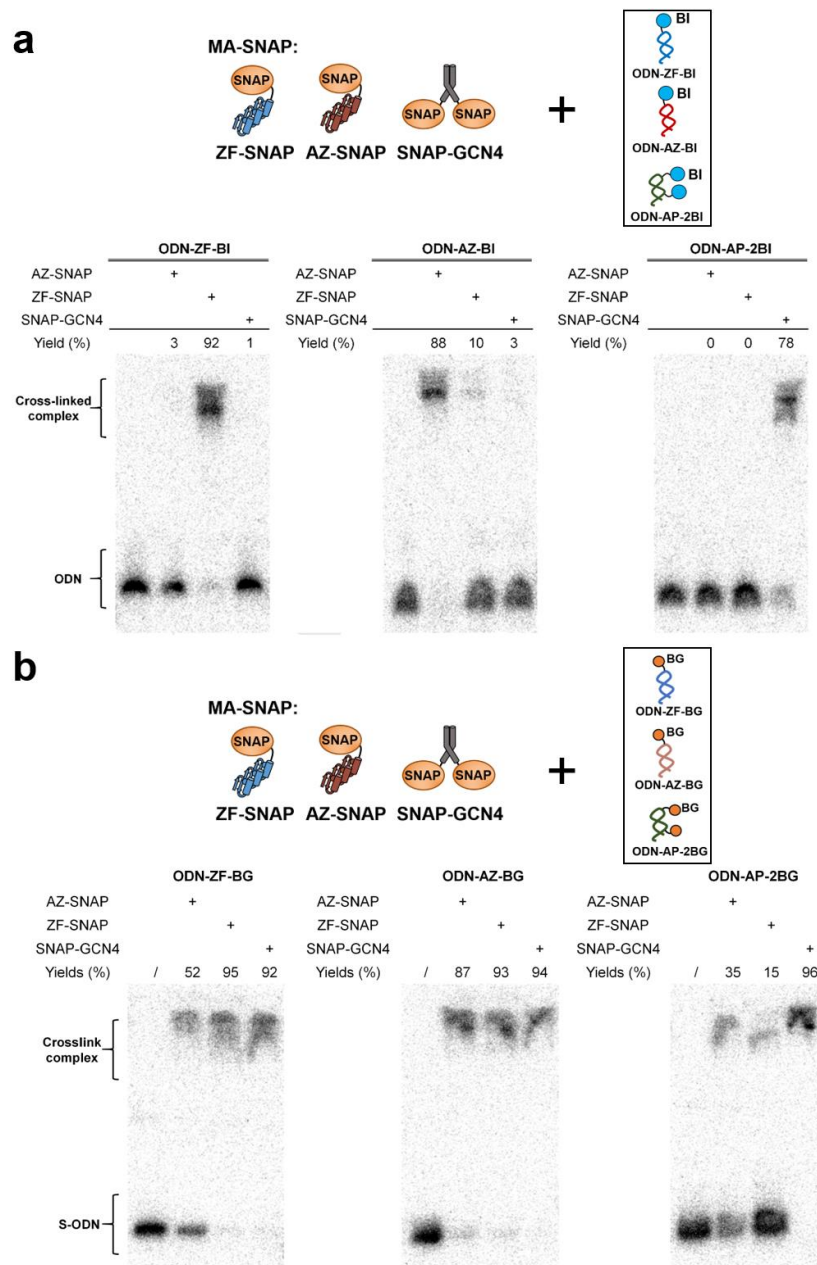 a
MA-SNAP:
SNAP SNAP SNAP SNAP
ZF-SNAP AZ-SNAP SNAP-GCN4
+
BI
ODN-ZF-BI
BI
ODN-AZ-BI
BI
ODN-AP-2BI
ODN-ZF-BI ODN-AZ-BI ODN-AP-2BI
AZ-SNAP + + AZ-SNAP +
ZF-SNAP + + ZF-SNAP +
SNAP-GCN4 + SNAP-GCN4 + SNAP-GCN4 +
Yield (%) 3 92 1 88 10 3 Yield (%) 0 0 78
Cross-linked
complex
ODN
b
MA-SNAP:
SNAP SNAP SNAP SNAP
ZF-SNAP AZ-SNAP SNAP-GCN4
+
BG
ODN-ZF-BG
BG
ODN-AZ-BG
BG
ODN-AP-2BG
ODN-ZF-BG ODN-AZ-BG ODN-AP-2BG
AZ-SNAP + AZ-SNAP + AZ-SNAP +
ZF-SNAP + ZF-SNAP + ZF-SNAP +
SNAP-GCN4 + SNAP-GCN4 + SNAP-GCN4 +
Yields (%) / 52 95 92 Yields (%) / 87 93 94 Yields (%) / 35 15 96
Crosslink
complex
S-ODN